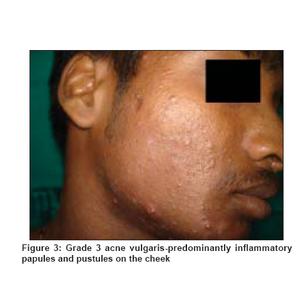 Figure 3: Grade 3 acne vulgaris-predominantly inflammatory
papules and pustules on the cheek